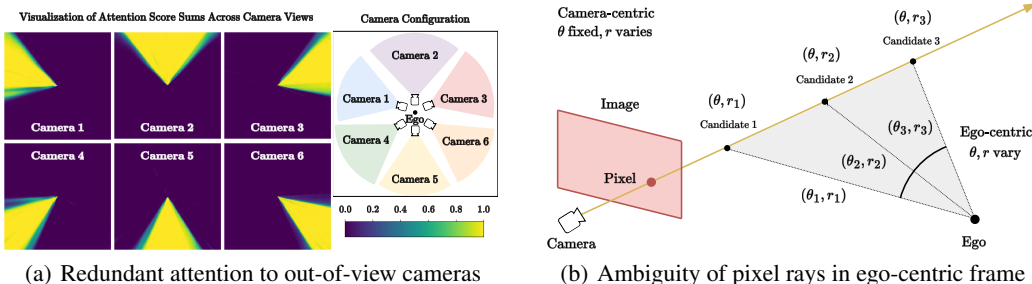 Visualization of Attention Score Sums Across Camera Views
Camera 1
Camera 2
Camera 3
Camera 4
Camera 5
Camera 6
Camera Configuration
Camera 2
Camera 1
Camera 3
Ego
Camera 4
Camera 6
Camera 5
0.0 0.2 0.4 0.6 0.8 1.0
(a) Redundant attention to out-of-view cameras
Camera-centric
θ fixed, r varies
(θ, r₃)
Candidate 3
(θ, r₂)
Candidate 2
(θ, r₁)
Candidate 1
Image
Pixel
Camera
(θ₃, r₃)
(θ₂, r₂)
(θ₁, r₁)
Ego-centric
θ, r vary
Ego
(b) Ambiguity of pixel rays in ego-centric frame